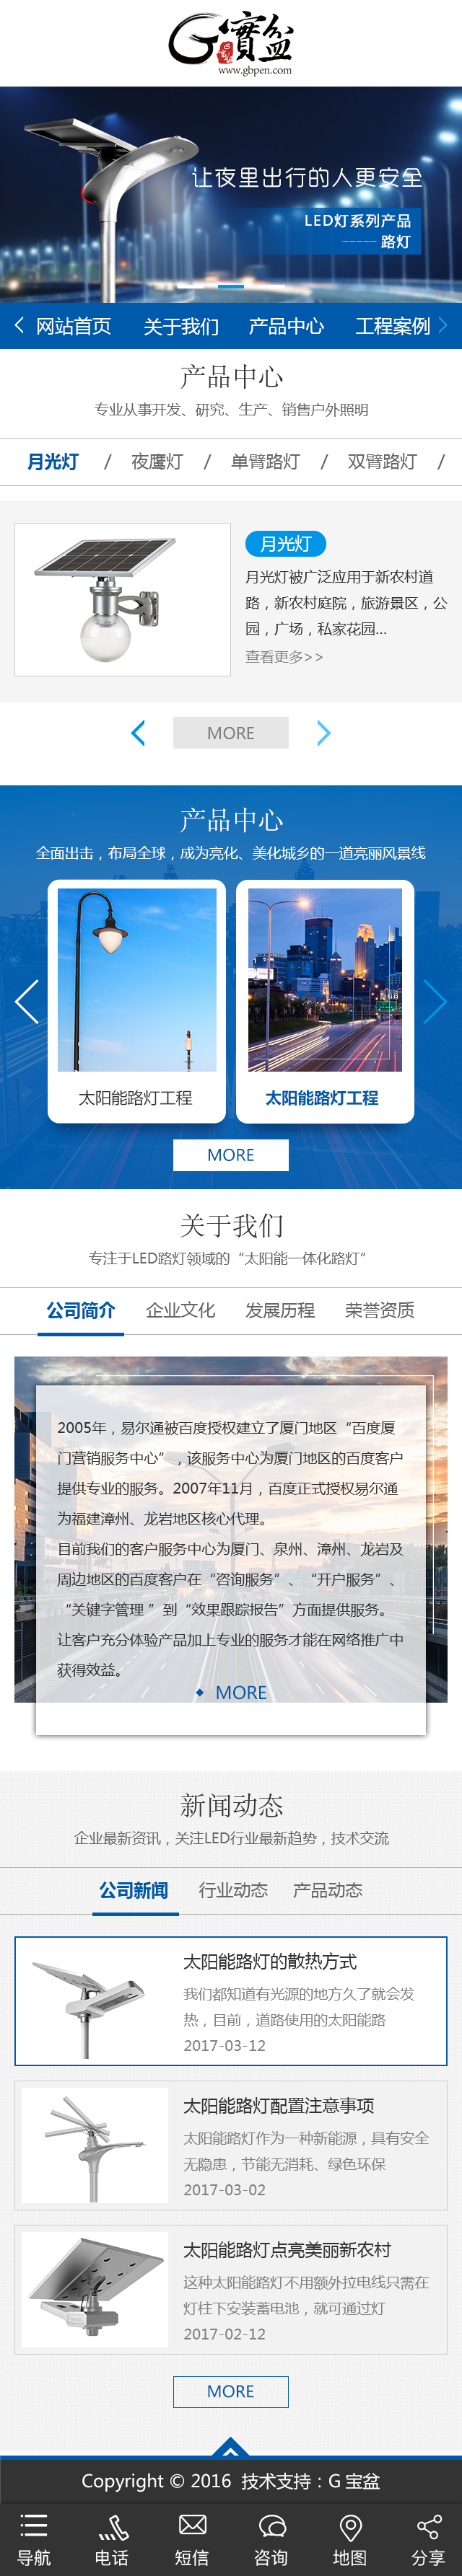 G寶盆
www.gbpen.com
让夜里出行的人更安全
LED灯系列产品
-----路灯
网站首页 关于我们 产品中心 工程案例
产品中心
专业从事开发、研究、生产、销售户外照明
月光灯 / 夜鹰灯 / 单臂路灯 / 双臂路灯 /
月光灯
月光灯被广泛应用于新农村道
路，新农村庭院，旅游景区，公
园，广场，私家花园...
查看更多>>
MORE
产品中心
全面出击，布局全球，成为亮化、美化城乡的一道亮丽风景线
太阳能路灯工程 太阳能路灯工程
MORE
关于我们
专注于LED路灯领域的“太阳能一体化路灯”
公司简介 企业文化 发展历程 荣誉资质
2005年，易尔通被百度授权建立了厦门地区“百度厦
门营销服务中心”，该服务中心为厦门地区的百度客户
提供专业的服务。2007年11月，百度正式授权易尔通
为福建漳州、龙岩地区核心代理。
目前我们的客户服务中心为厦门、泉州、漳州、龙岩及
周边地区的百度客户在“咨询服务”、“开户服务”、
“关键字管理 ”到“效果跟踪报告”方面提供服务。
让客户充分体验产品加上专业的服务才能在网络推广中
获得效益。
MORE
新闻动态
企业最新资讯，关注LED行业最新趋势，技术交流
公司新闻 行业动态 产品动态
太阳能路灯的散热方式
我们都知道有光源的地方久了就会发
热，目前，道路使用的太阳能路
2017-03-12
太阳能路灯配置注意事项
太阳能路灯作为一种新能源，具有安全
无隐患，节能无消耗、绿色环保
2017-03-02
太阳能路灯点亮美丽新农村
这种太阳能路灯不用额外拉电线只需在
灯柱下安装蓄电池，就可通过灯
2017-02-12
MORE
Copyright © 2016 技术支持：G 宝盆
导航 电话 短信 咨询 地图 分享